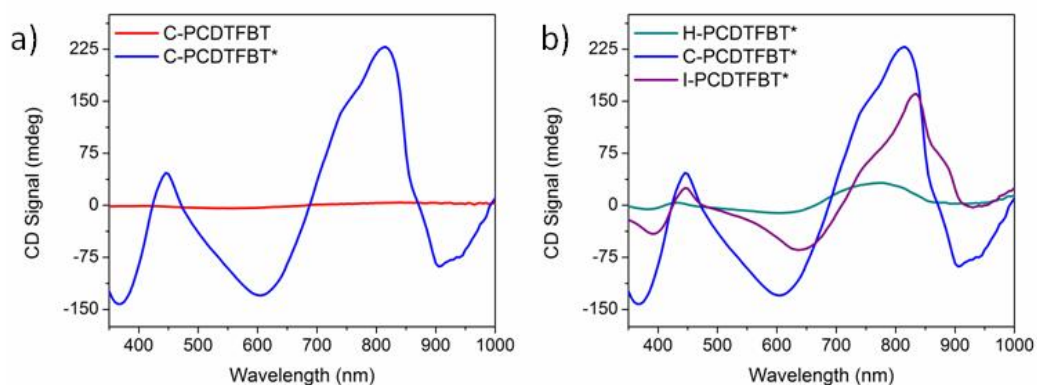 a)
C-PCDTFBT
C-PCDTFBT*
225
150
75
0
-75
-150
CD Signal (mdeg)
400 500 600 700 800 900 1000
Wavelength (nm)
b)
H-PCDTFBT*
C-PCDTFBT*
I-PCDTFBT*
225
150
75
0
-75
-150
CD Signal (mdeg)
400 500 600 700 800 900 1000
Wavelength (nm)